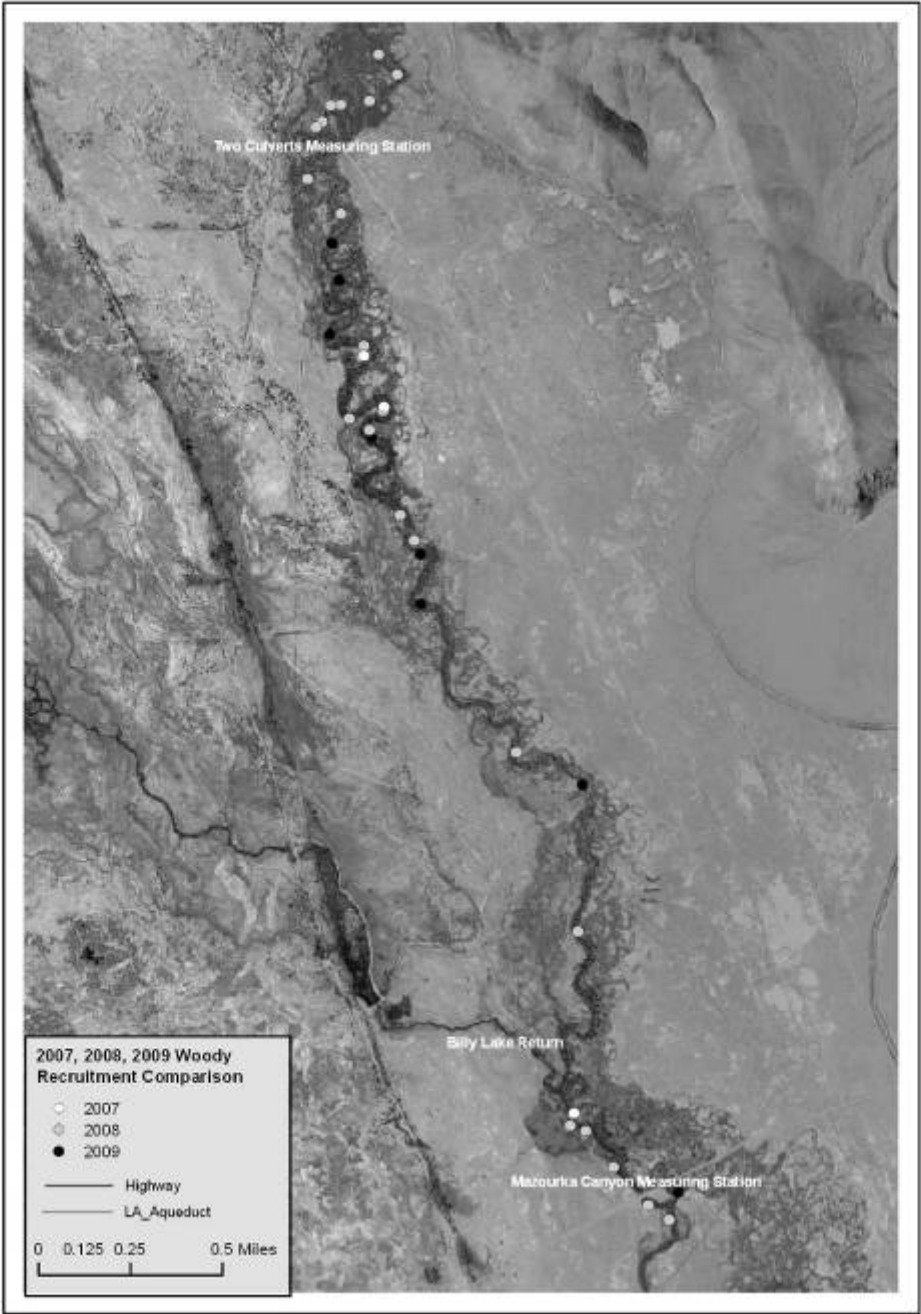 Two Culverts Measuring Station
Billy Lake Return
Mazourka Canyon Measuring Station
2007, 2008, 2009 Woody
Recruitment Comparison
2007
2008
2009
Highway
LA_Aqueduct
0 0.125 0.25 0.5 Miles